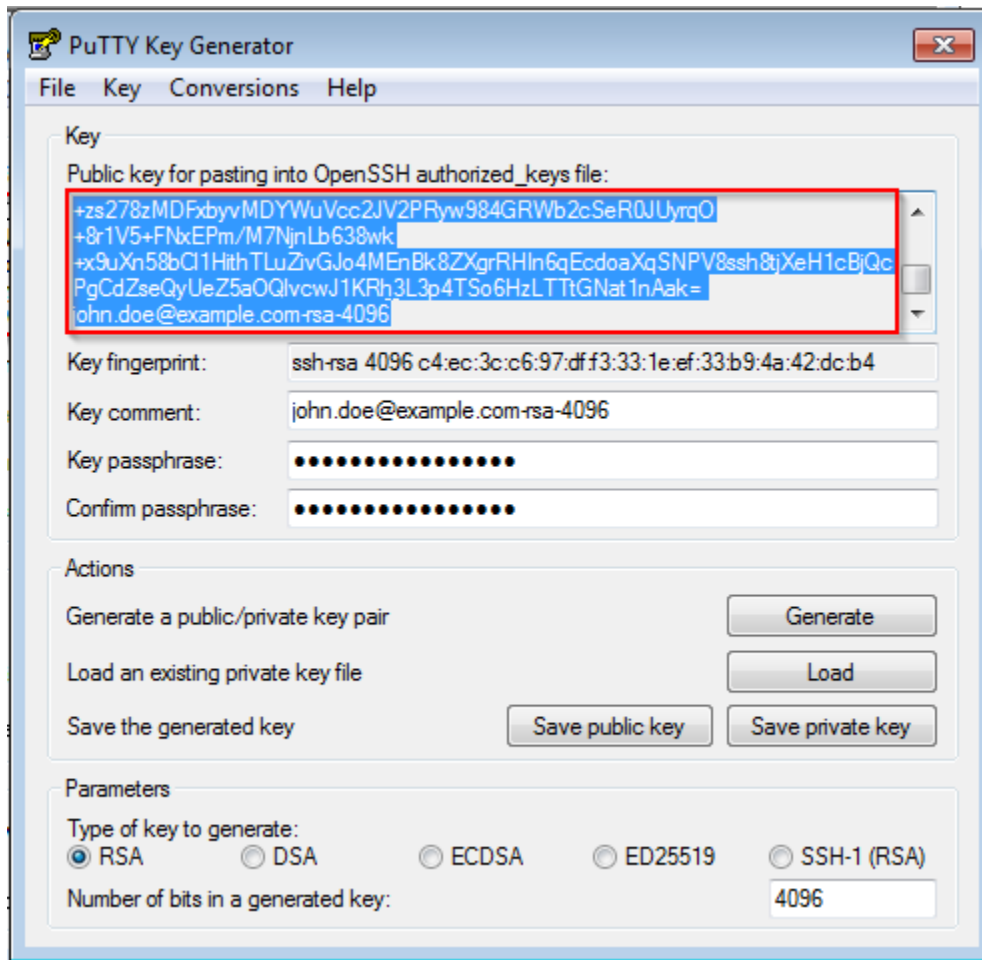 PuTTY Key Generator
File Key Conversions Help
Key
Public key for pasting into OpenSSH authorized_keys file:
+zs278zMDFxbyvMDYWuVcc2JV2PRyw984GRWb2cSeR0JUyrqO
+8r1V5+FNxEPm/M7NjnLb638wk
+x9uXn58bCl1HithTLuZivGJo4MEnBk8ZXgrRHIn6qEcdoaXqSNPV8ssh8tjXeH1cBjQc
PgCdZseQyUeZ5aOQIvcwJ1KRh3L3p4TSo6HzLTTtGNat1nAak=
john.doe@example.com-rsa-4096
Key fingerprint: ssh-rsa 4096 c4:ec:3c:c6:97:df:f3:33:1e:ef:33:b9:4a:42:dc:b4
Key comment: john.doe@example.com-rsa-4096
Key passphrase: ●●●●●●●●●●●●●●●●
Confirm passphrase: ●●●●●●●●●●●●●●●●
Actions
Generate a public/private key pair Generate
Load an existing private key file Load
Save the generated key Save public key Save private key
Parameters
Type of key to generate:
RSA DSA ECDSA ED25519 SSH-1 (RSA)
Number of bits in a generated key: 4096